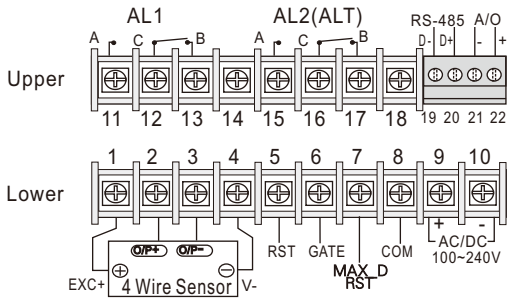 AL1 AL2(ALT) RS-485 A/O
A C B A C B D- D+ - +
Upper
11 12 13 14 15 16 17 18 19 20 21 22
1 2 3 4 5 6 7 8 9 10
Lower
+ -
O/P+ O/P- RST GATE MAX_D RST COM AC/DC 100~240V
EXC+ 4 Wire Sensor V-